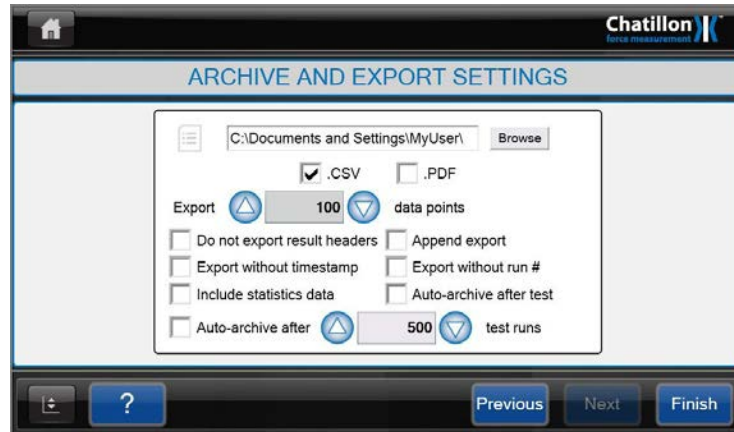 Chatillon
force measurement
ARCHIVE AND EXPORT SETTINGS
C:\Documents and Settings\MyUser\ Browse
.CSV .PDF
Export 100 data points
Do not export result headers Append export
Export without timestamp Export without run #
Include statistics data Auto-archive after test
Auto-archive after 500 test runs
? Previous Next Finish